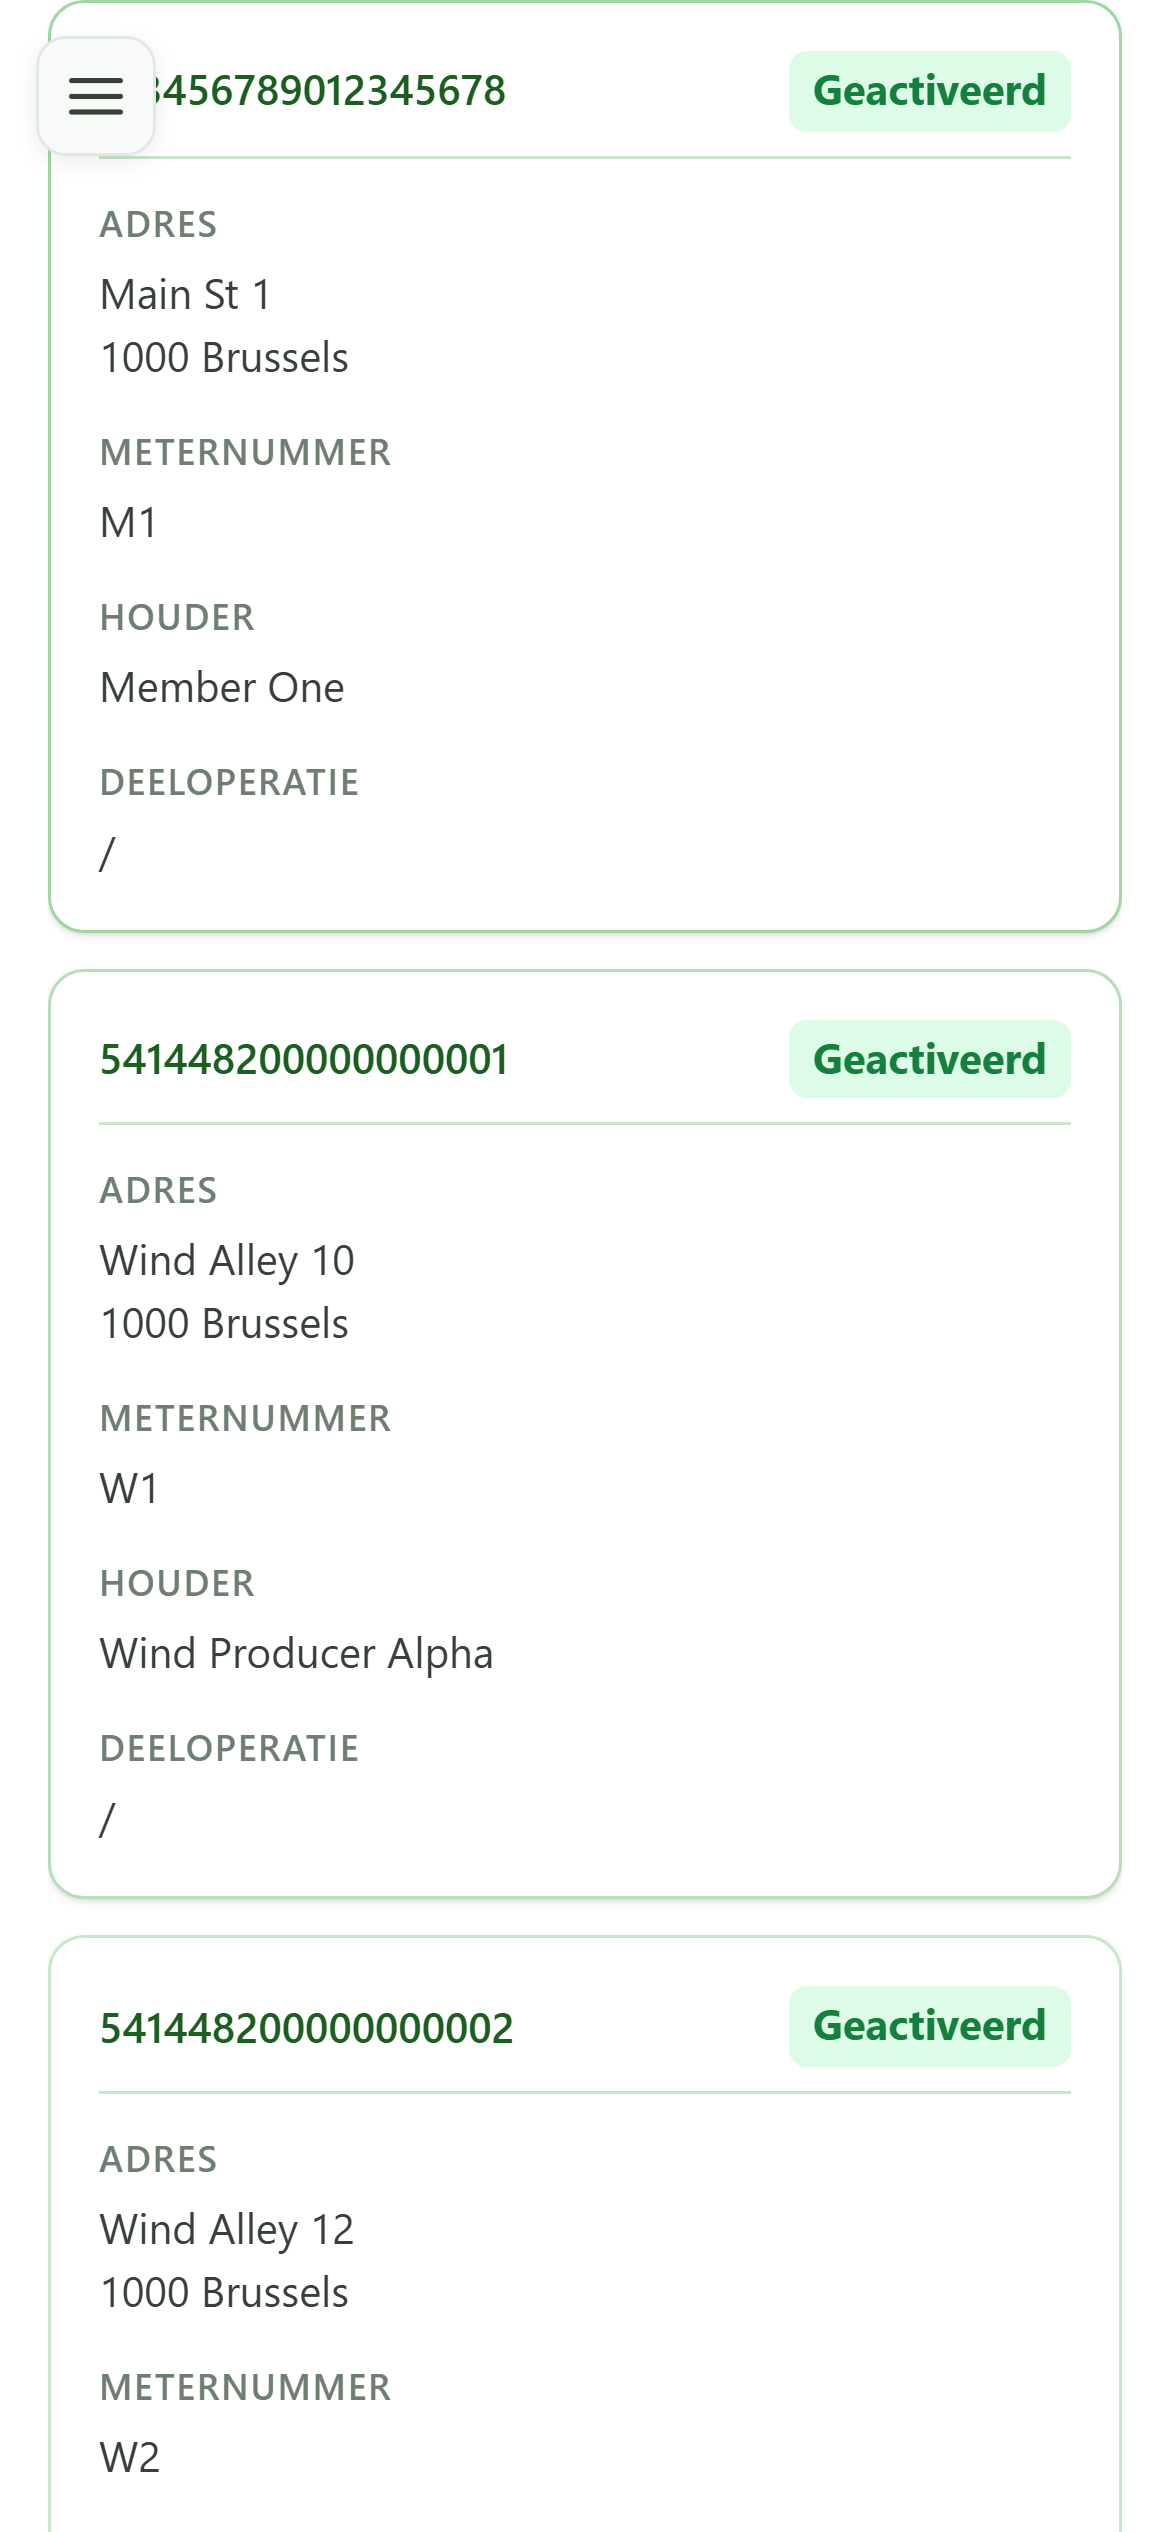 3456789012345678
Geactiveerd
ADRES
Main St 1
1000 Brussels
METERNUMMER
M1
HOUDER
Member One
DEELOPERATIE
/
541448200000000001
Geactiveerd
ADRES
Wind Alley 10
1000 Brussels
METERNUMMER
W1
HOUDER
Wind Producer Alpha
DEELOPERATIE
/
541448200000000002
Geactiveerd
ADRES
Wind Alley 12
1000 Brussels
METERNUMMER
W2